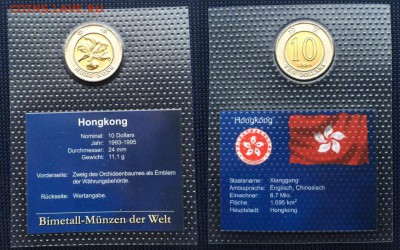 Hongkong
Nominal: 10 Dollars
Jahr: 1993-1995
Durchmesser: 24 mm
Gewicht: 11,1 g
Vorderseite: Zweig des Orchideenbaumes als Emblem
der Währungsbehörde.
Rückseite: Wertangabe.
Bimetall-Münzen der Welt
10
Hongkong
Staatsname: Xianggang
Amtssprache: Englisch, Chinesisch
Einwohner: 6,7 Mio.
Fläche: 1.095 km²
Hauptstadt: Hongkong